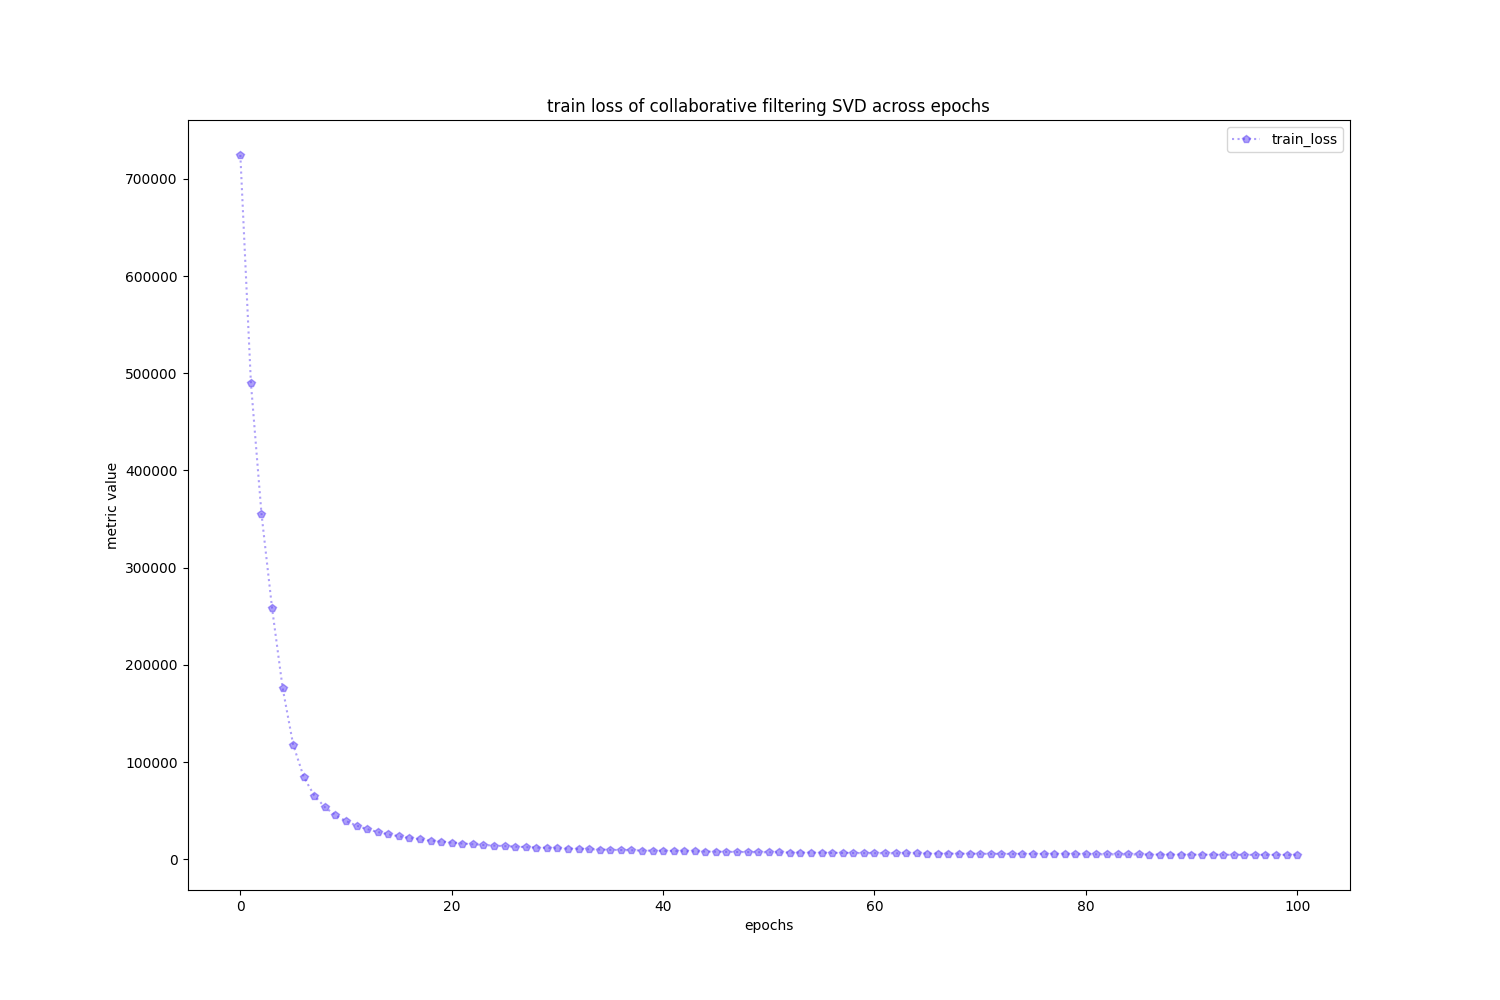 train loss of collaborative filtering SVD across epochs
train_loss
700000
600000
500000
400000
300000
200000
100000
0
metric value
0 20 40 60 80 100
epochs